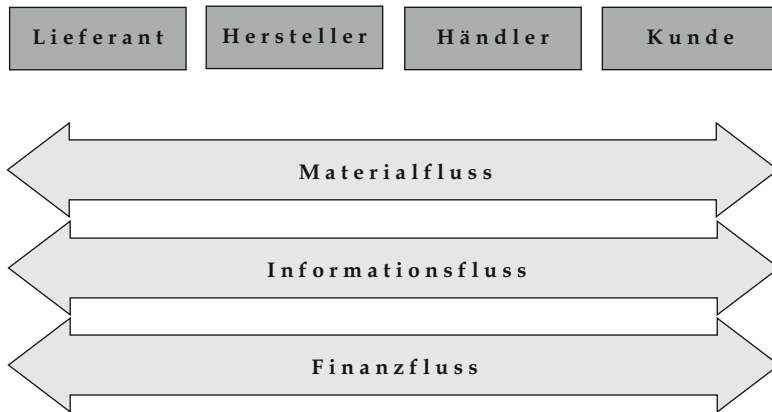 Lieferant Hersteller Händler Kunde
Materialfluss
Informationsfluss
Finanzfluss